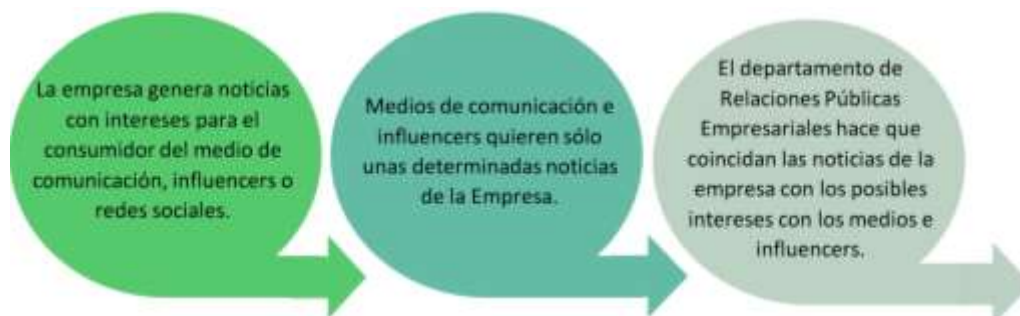 La empresa genera noticias
con intereses para el
consumidor del medio de
comunicación, influencers o
redes sociales.
Medios de comunicación e
influencers quieren sólo
unas determinadas noticias
de la Empresa.
El departamento de
Relaciones Públicas
Empresariales hace que
coincidan las noticias de la
empresa con los posibles
intereses con los medios e
influencers.